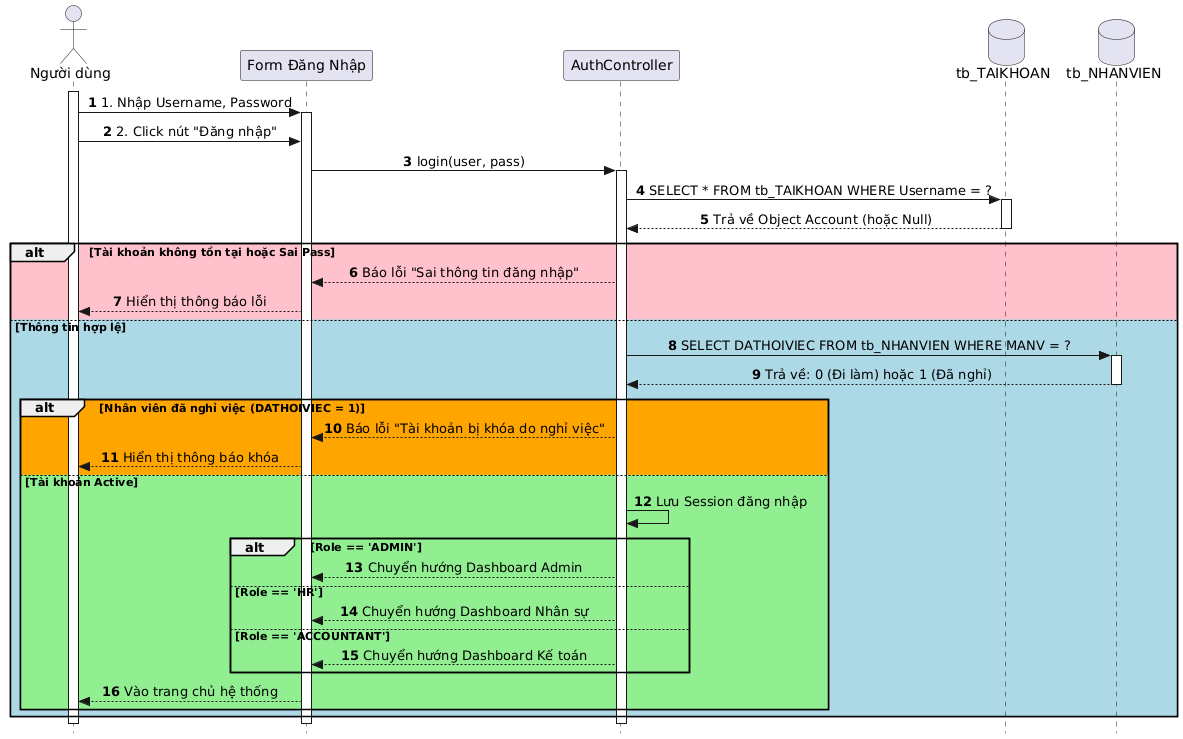 Người dùng
Form Đăng Nhập
AuthController
tb_TAIKHOAN
tb_NHANVIEN
1 1. Nhập Username, Password
2 2. Click nút "Đăng nhập"
3 login(user, pass)
4 SELECT * FROM tb_TAIKHOAN WHERE Username = ?
5 Trả về Object Account (hoặc Null)
alt [Tài khoản không tồn tại hoặc Sai Pass]
6 Báo lỗi "Sai thông tin đăng nhập"
7 Hiển thị thông báo lỗi
[Thông tin hợp lệ]
8 SELECT DATHOIVIEC FROM tb_NHANVIEN WHERE MANV = ?
9 Trả về: 0 (Đi làm) hoặc 1 (Đã nghỉ)
alt [Nhân viên đã nghỉ việc (DATHOIVIEC = 1)]
10 Báo lỗi "Tài khoản bị khóa do nghỉ việc"
11 Hiển thị thông báo khóa
[Tài khoản Active]
12 Lưu Session đăng nhập
alt [Role == 'ADMIN']
13 Chuyển hướng Dashboard Admin
[Role == 'HR']
14 Chuyển hướng Dashboard Nhân sự
[Role == 'ACCOUNTANT']
15 Chuyển hướng Dashboard Kế toán
16 Vào trang chủ hệ thống